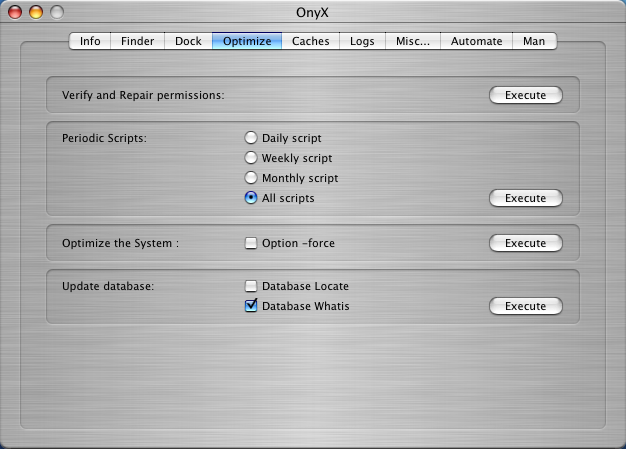 OnyX
Info Finder Dock Optimize Caches Logs Misc... Automate Man
Verify and Repair permissions: Execute
Periodic Scripts: Daily script
Weekly script
Monthly script
All scripts Execute
Optimize the System : Option -force Execute
Update database: Database Locate
Database Whatis Execute